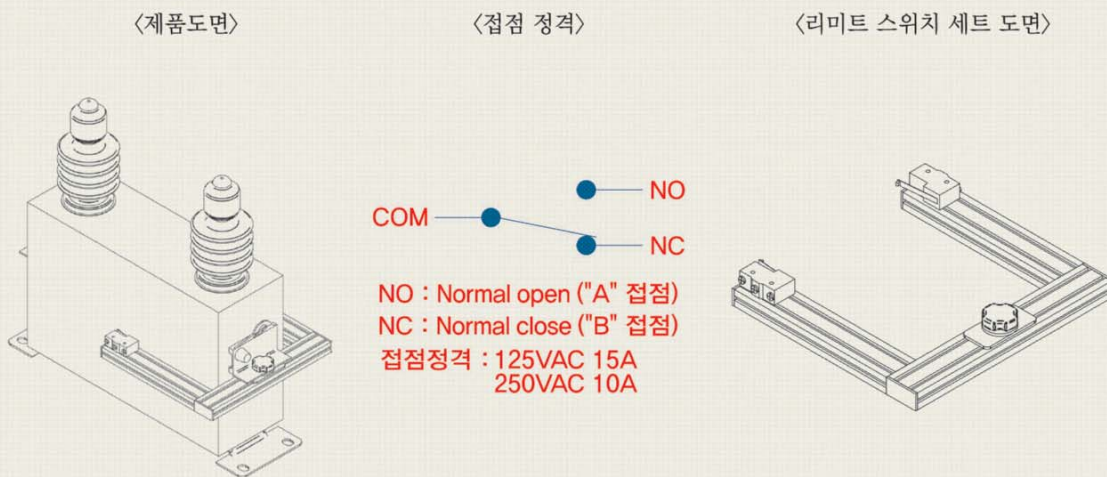 〈제품도면〉
〈접점 정격〉
〈리미트 스위치 세트 도면〉
COM
NO
NC
NO : Normal open ("A" 접점)
NC : Normal close ("B" 접점)
접점정격 : 125VAC 15A
250VAC 10A